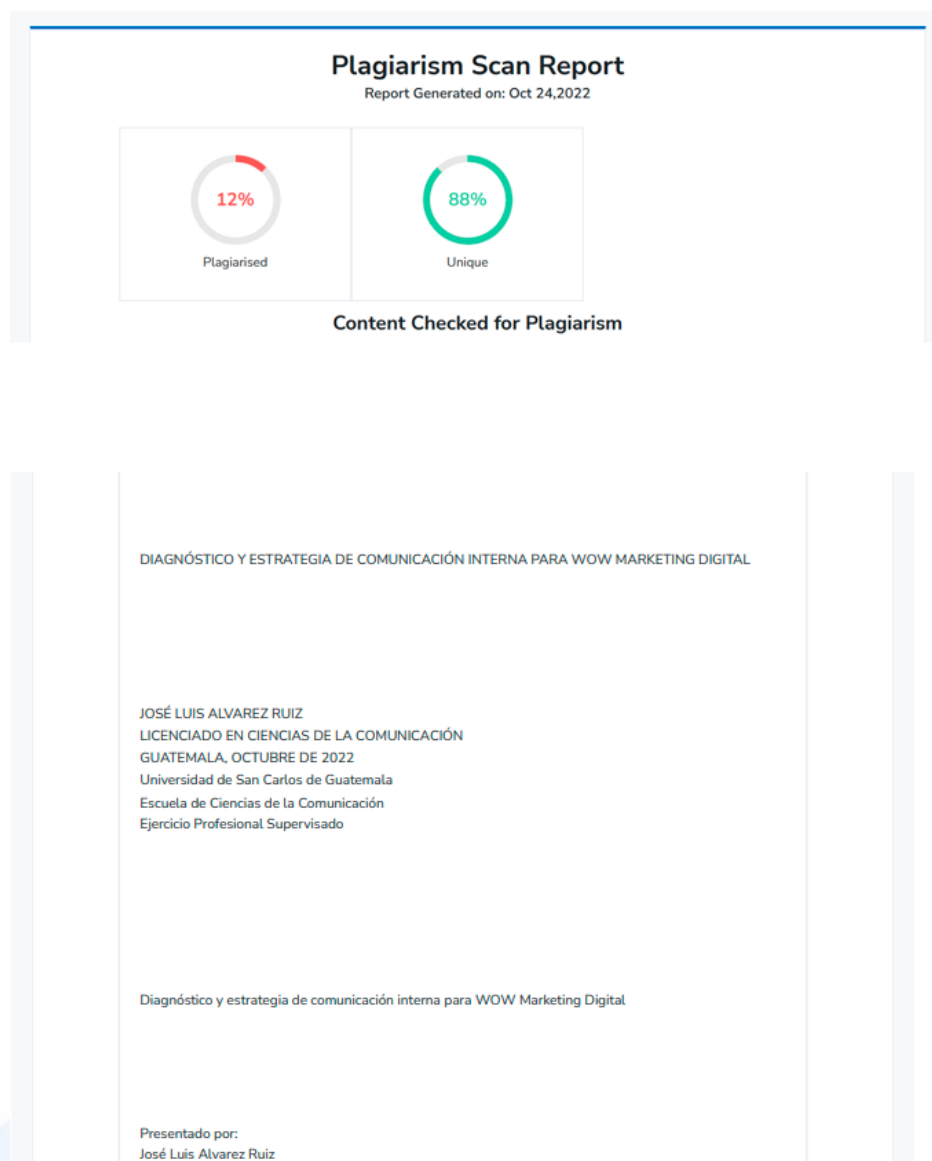 Plagiarism Scan Report
Report Generated on: Oct 24,2022
12%
Plagiarised
88%
Unique
Content Checked for Plagiarism
DIAGNÓSTICO Y ESTRATEGIA DE COMUNICACIÓN INTERNA PARA WOW MARKETING DIGITAL
JOSÉ LUIS ALVAREZ RUIZ
LICENCIADO EN CIENCIAS DE LA COMUNICACIÓN
GUATEMALA, OCTUBRE DE 2022
Universidad de San Carlos de Guatemala
Escuela de Ciencias de la Comunicación
Ejercicio Profesional Supervisado
Diagnóstico y estrategia de comunicación interna para WOW Marketing Digital
Presentado por:
José Luis Alvarez Ruiz